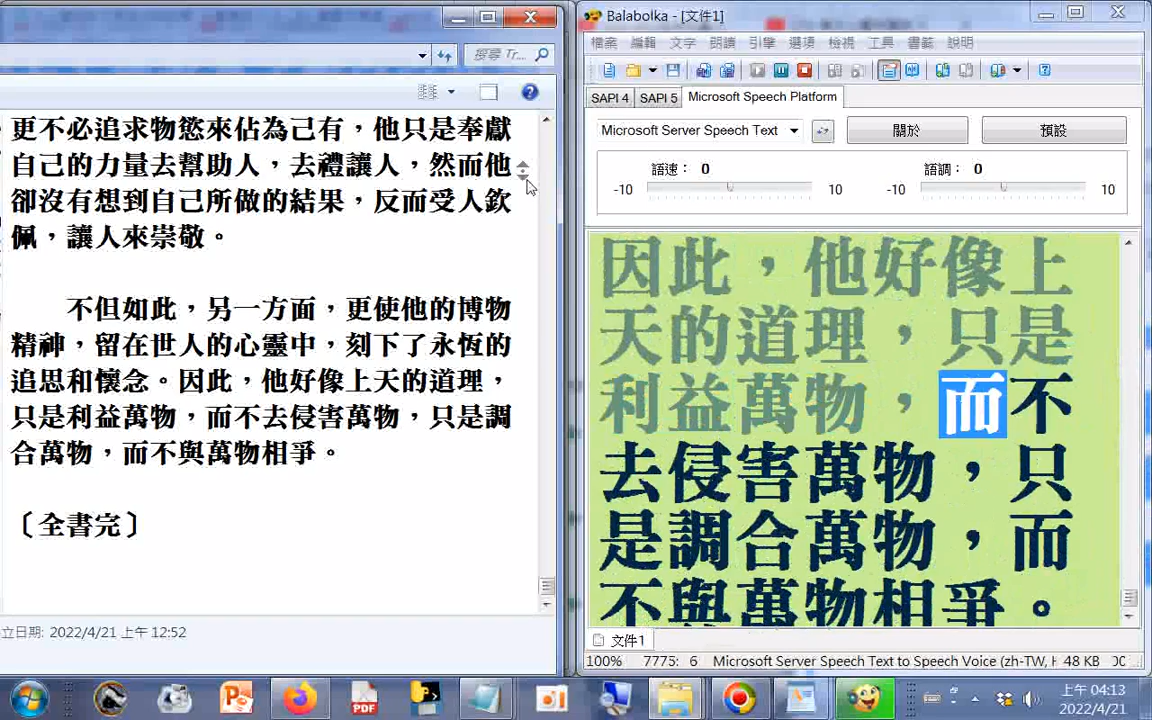 搜尋 Tr...
更不必追求物慾來佔為己有，他只是奉獻
自己的力量去幫助人，去禮讓人，然而他
卻沒有想到自己所做的結果，反而受人欽
佩，讓人來崇敬。
不但如此，另一方面，更使他的博物
精神，留在世人的心靈中，刻下了永恆的
追思和懷念。因此，他好像上天的道理，
只是利益萬物，而不去侵害萬物，只是調
合萬物，而不與萬物相爭。
〔全書完〕
立日期: 2022/4/21 上午 12:52
Balabolka - [文件1]
檔案 編輯 文字 朗讀 引擎 選項 檢視 工具 書籤 說明
SAPI 4 SAPI 5 Microsoft Speech Platform
Microsoft Server Speech Text 關於 預設
語速： 0 語調： 0
-10 10 -10 10
因此，他好像上
天的道理，只是
利益萬物，而不
去侵害萬物，只
是調合萬物，而
不與萬物相爭。
文件1
100% 7775: 6 Microsoft Server Speech Text to Speech Voice (zh-TW, 48 KB
PDF
上午 04:13
2022/4/21